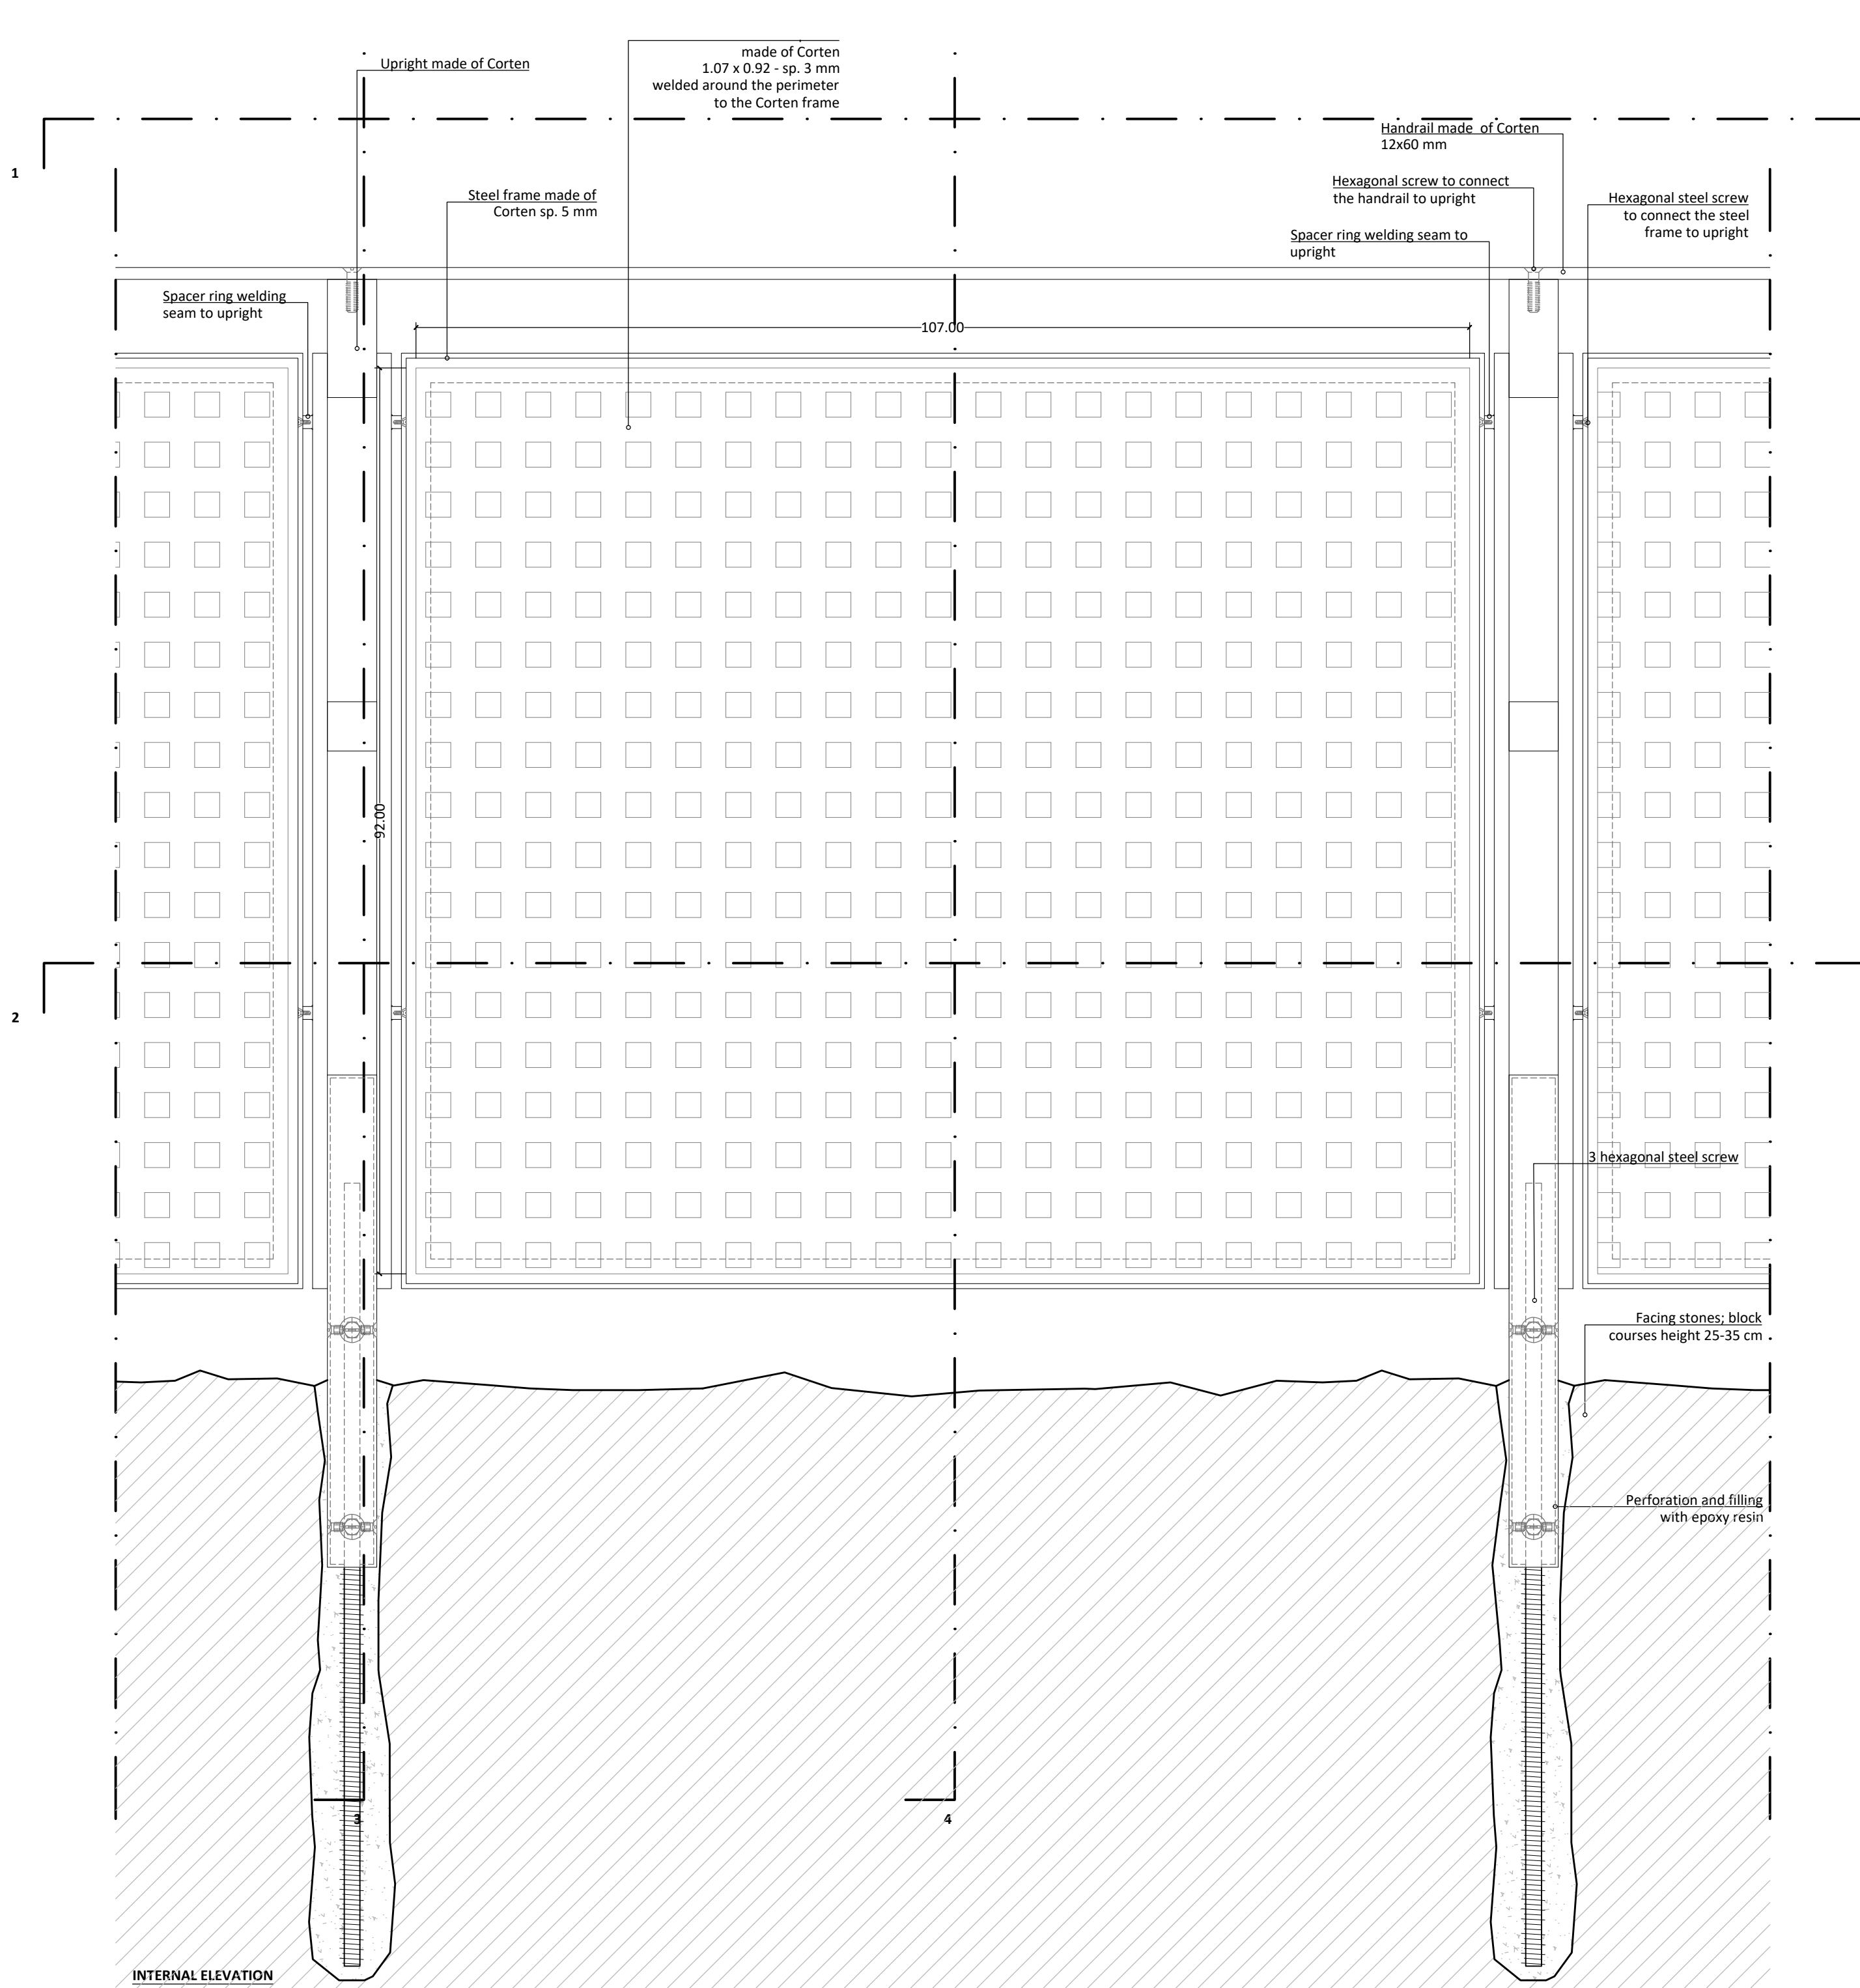 Upright made of Corten
made of Corten
1.07 x 0.92 - sp. 3 mm
welded around the perimeter
to the Corten frame
Handrail made  of Corten
12x60 mm
1
Hexagonal screw to connect
the handrail to upright
Steel frame made of
Corten sp. 5 mm
Hexagonal steel screw
to connect the steel
frame to upright
Spacer ring welding seam to
upright
Spacer ring welding
seam to upright
107.00
92.00
2
3 hexagonal steel screw
Facing stones; block
courses height 25-35 cm
Perforation and filling
with epoxy resin
3
4
INTERNAL ELEVATION